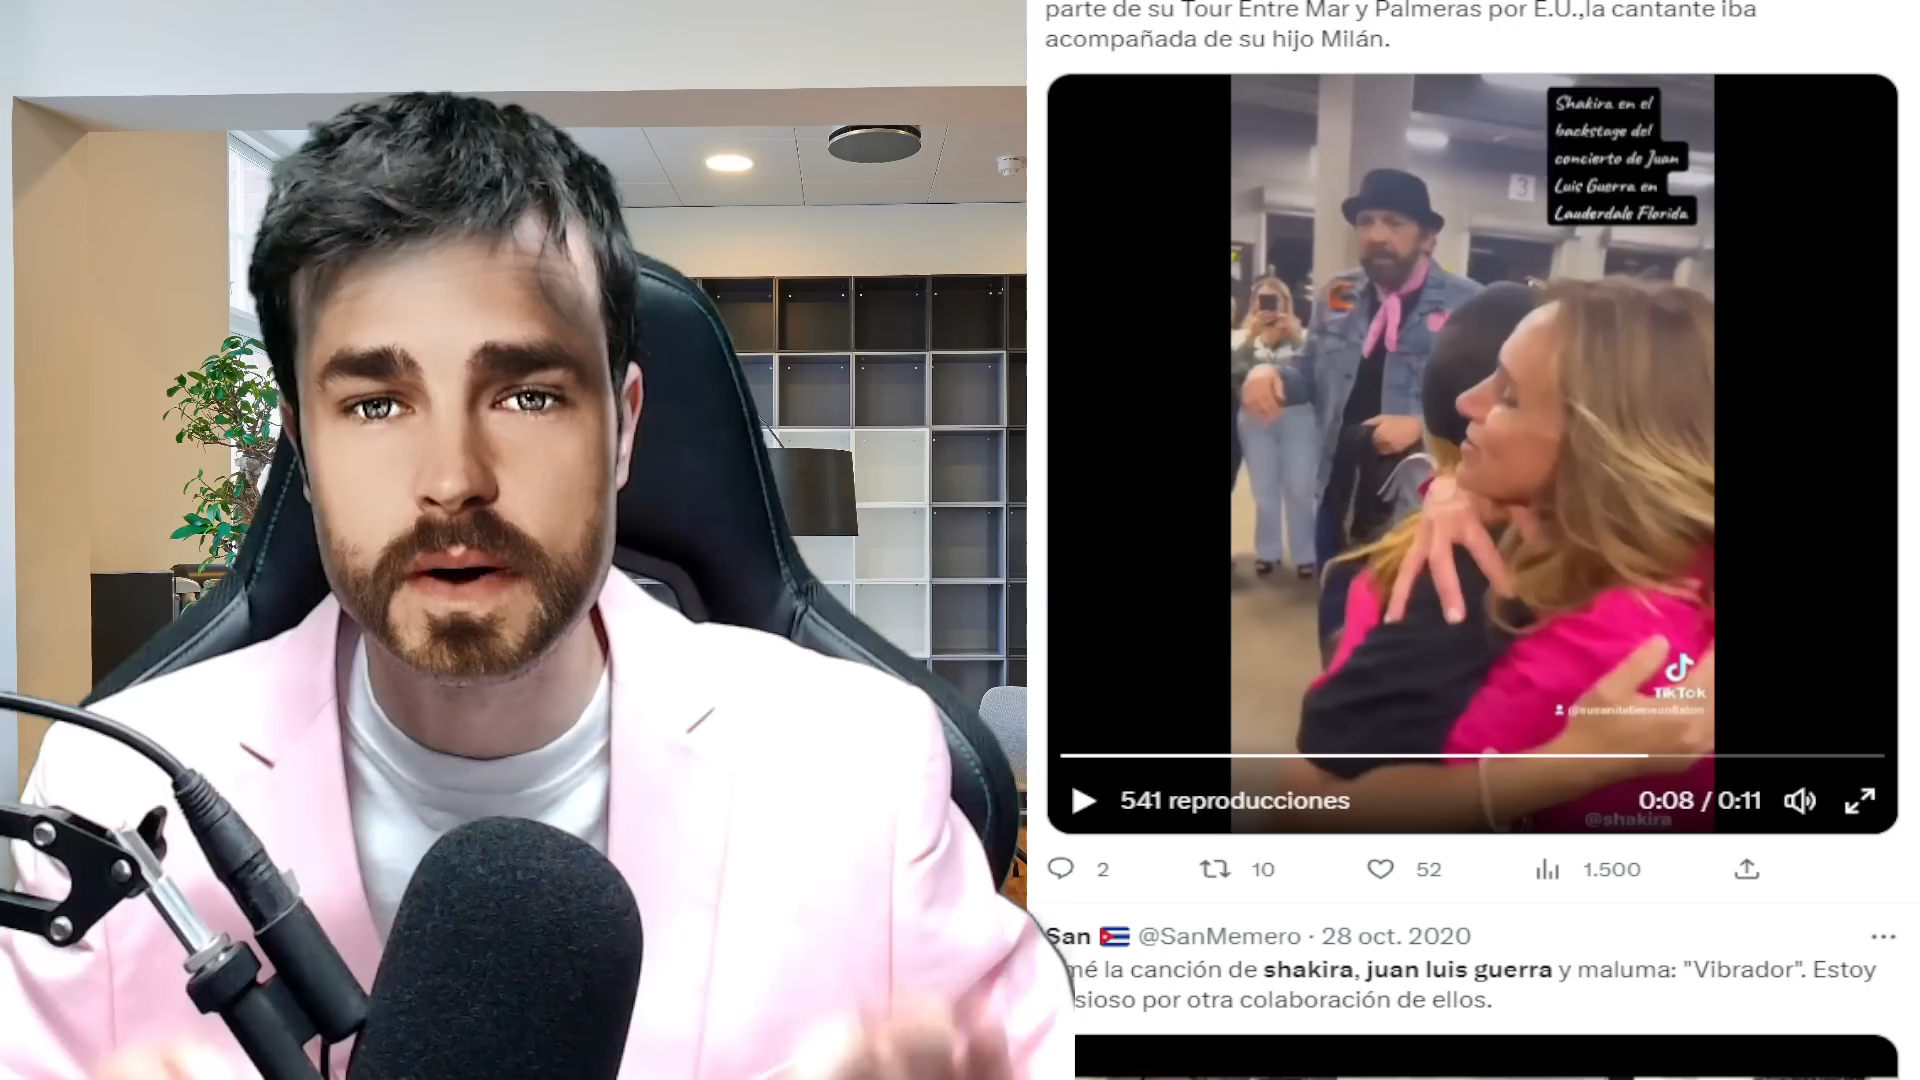 parte de su Tour Entre Mar y Palmeras por E.U.,la cantante iba
acompañada de su hijo Milán.
Shakira en el
backstage del
concierto de Juan
Luis Guerra en
Lauderdale Florida
3
TikTok
541 reproducciones
0:08 / 0:11
@shakira
2
10
52
1.500
San @SanMemero · 28 oct. 2020
mé la canción de shakira, juan luis guerra y maluma: "Vibrador". Estoy
sioso por otra colaboración de ellos.